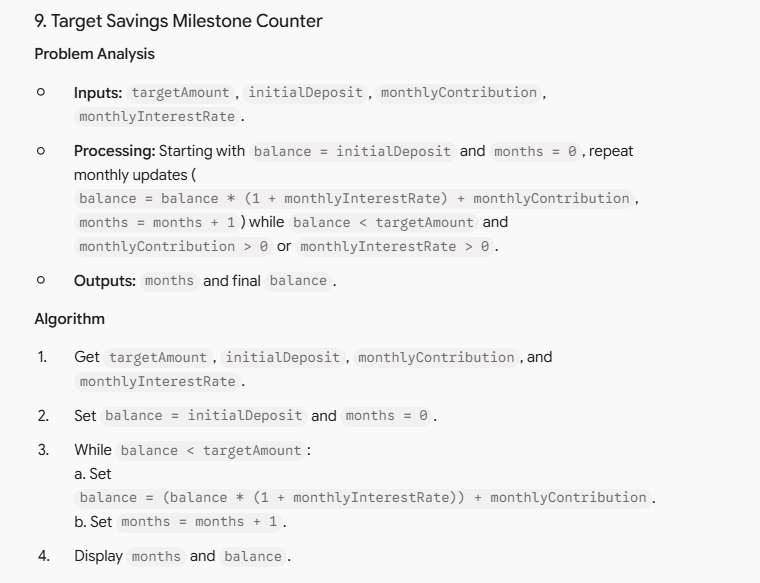 9. Target Savings Milestone Counter
Problem Analysis
Inputs: targetAmount, initialDeposit, monthlyContribution,
monthlyInterestRate.
Processing: Starting with balance = initialDeposit and months = 0, repeat
monthly updates (
balance = balance * (1 + monthlyInterestRate) + monthlyContribution,
months = months + 1) while balance < targetAmount and
monthlyContribution > 0 or monthlyInterestRate > 0.
Outputs: months and final balance.
Algorithm
1. Get targetAmount, initialDeposit, monthlyContribution, and
monthlyInterestRate.
2. Set balance = initialDeposit and months = 0.
3. While balance < targetAmount:
a. Set
balance = (balance * (1 + monthlyInterestRate)) + monthlyContribution.
b. Set months = months + 1.
4. Display months and balance.